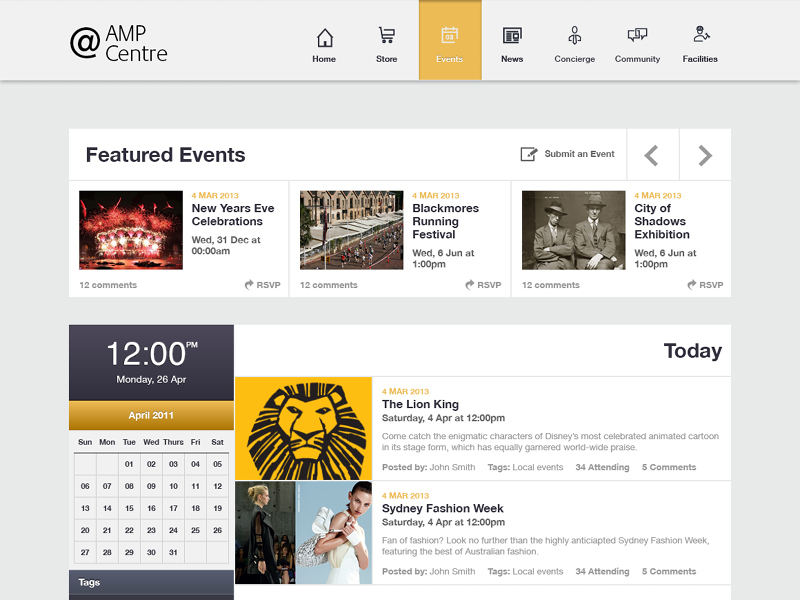 @ AMP
Centre
Home
Store
Events
News
Concierge
Community
Facilities
Featured Events
Submit an Event
4 MAR 2013
New Years Eve
Celebrations
Wed, 31 Dec at
00:00am
12 comments
RSVP
4 MAR 2013
Blackmores
Running
Festival
Wed, 6 Jun at
1:00pm
12 comments
RSVP
4 MAR 2013
City of
Shadows
Exhibition
Wed, 6 Jun at
1:00pm
12 comments
RSVP
12:00 PM
Monday, 26 Apr
April 2011
Sun Mon Tue Wed Thurs Fri Sat
01 02 03 04 05
06 07 08 09 10 11 12
13 14 15 16 17 18 19
20 21 22 23 24 25 26
27 28 29 30 31
Tags
Today
4 MAR 2013
The Lion King
Saturday, 4 Apr at 12:00pm
Come catch the enigmatic characters of Disney's most celebrated animated cartoon
in its stage form, which has equally garnered world-wide praise.
Posted by: John Smith Tags: Local events 34 Attending 5 Comments
4 MAR 2013
Sydney Fashion Week
Saturday, 4 Apr at 12:00pm
Fan of fashion? Look no further than the highly anticiapted Sydney Fashion Week,
featuring the best of Australian fashion.
Posted by: John Smith Tags: Local events 34 Attending 5 Comments